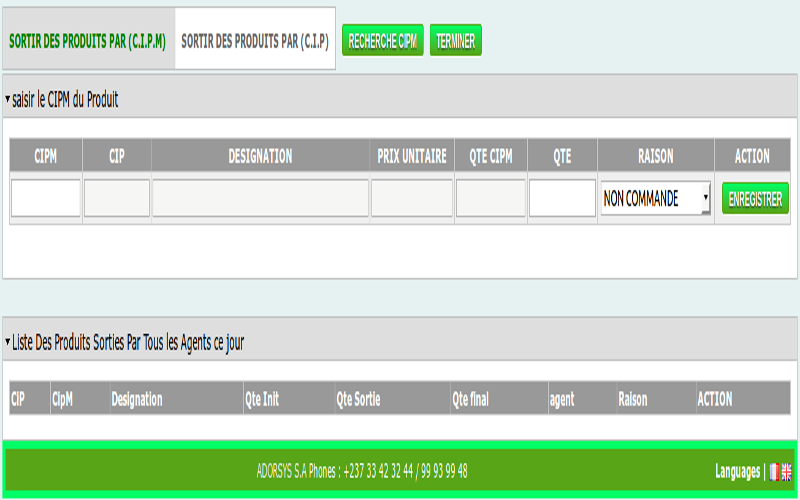 SORTIR DES PRODUITS PAR (C.I.P.M) SORTIR DES PRODUITS PAR (C.I.P) RECHERCHE CIPM TERMINER
saisir le CIPM du Produit
CIPM CIP DESIGNATION PRIX UNITAIRE QTE CIPM QTE RAISON ACTION
NON COMMANDE ENREGISTRER
Liste Des Produits Sorties Par Tous les Agents ce jour
CIP CipM Designation Qte Init Qte Sortie Qte final agent Raison ACTION
ADORSYS S.A Phones : +237 33 42 32 44 / 99 93 99 48 Languages |